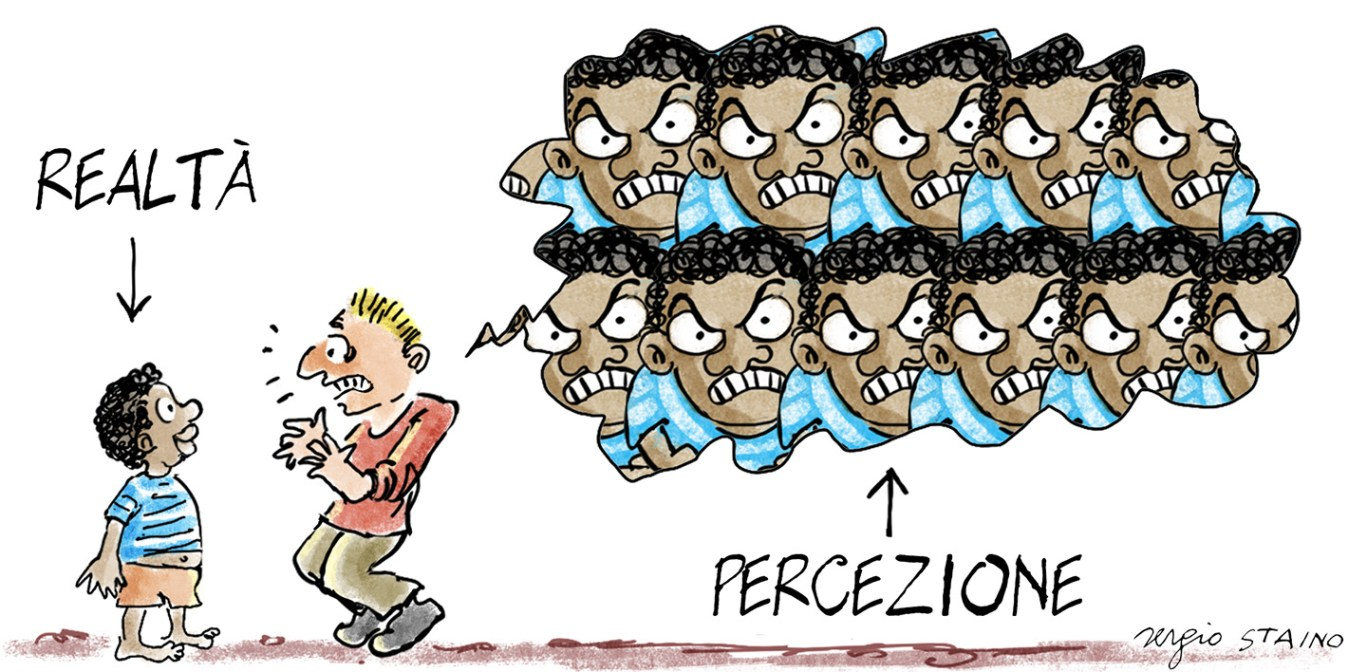 REALTÀ
PERCEZIONE
sergio STAINO